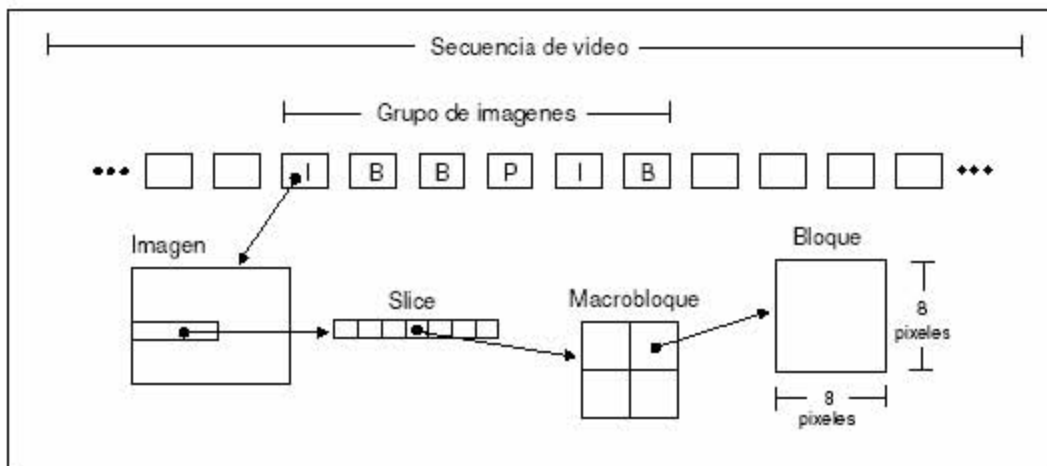 Secuencia de video
Grupo de imagenes
I B B P I B
Imagen
Slice
Macrobloque
Bloque
8
pixeles
8
pixeles